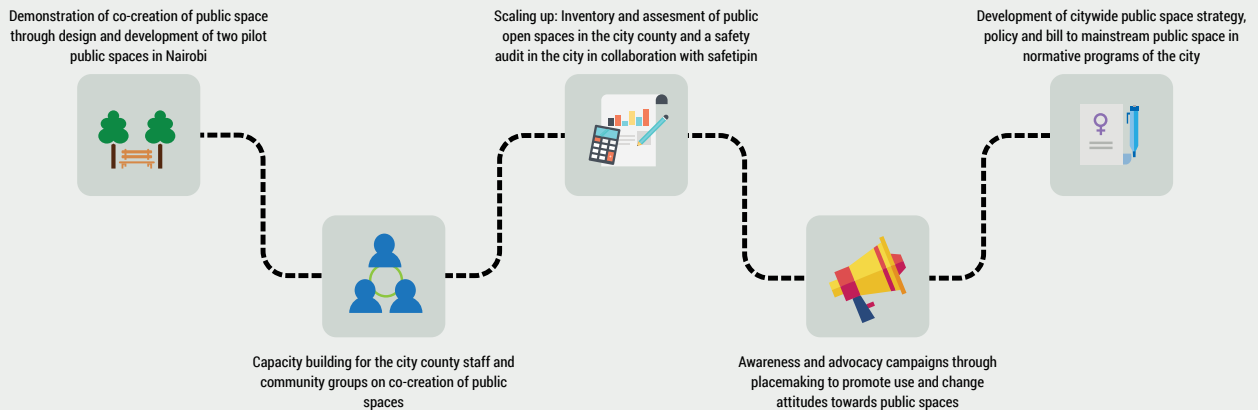 Demonstration of co-creation of public space
through design and development of two pilot
public spaces in Nairobi
Capacity building for the city county staff and
community groups on co-creation of public
spaces
Scaling up: Inventory and assesment of public
open spaces in the city county and a safety
audit in the city in collaboration with safetipin
Awareness and advocacy campaigns through
placemaking to promote use and change
attitudes towards public spaces
Development of citywide public space strategy,
policy and bill to mainstream public space in
normative programs of the city